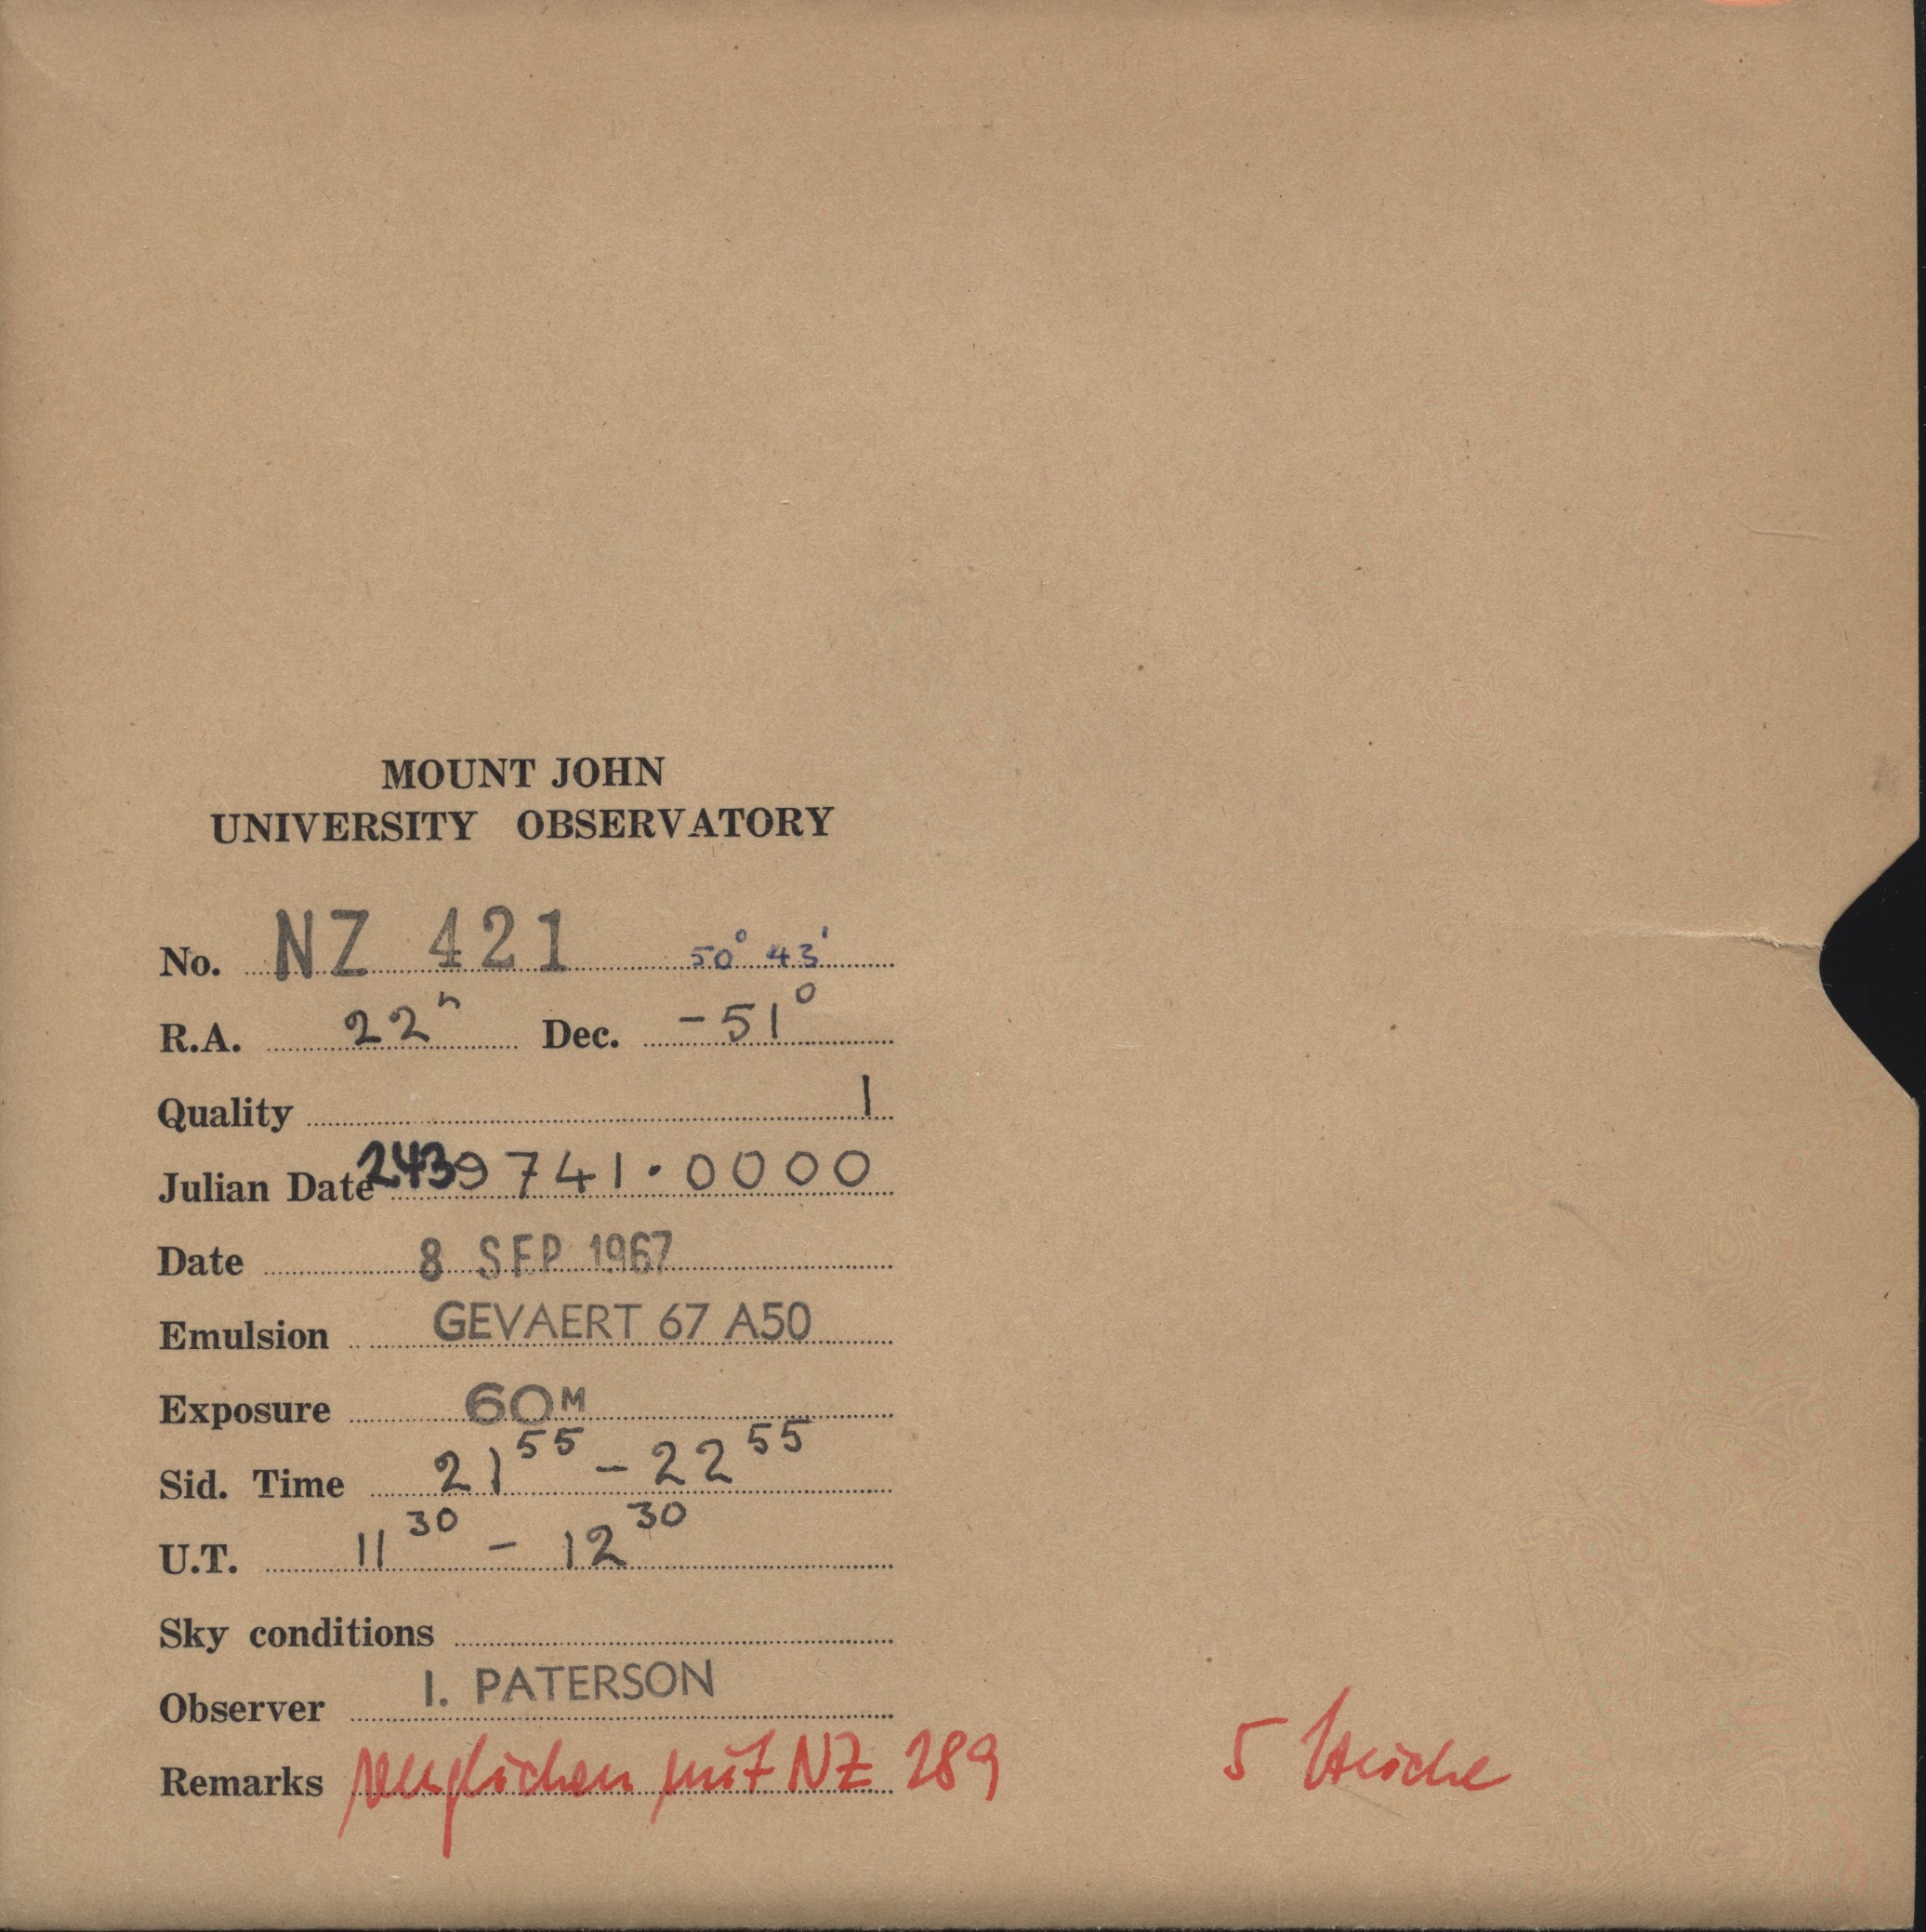 MOUNT JOHN
UNIVERSITY OBSERVATORY
No. NZ 421 50° 43'
R.A. 22h Dec. -51°
Quality 1
Julian Date 2439741.0000
Date 8 SEP 1967
Emulsion GEVAERT 67 A50
Exposure 60M
Sid. Time 21 55 - 22 55
U.T. 11 30 - 12 30
Sky conditions
Observer I. PATERSON
Remarks verglichen mit NZ 289 5 Striche